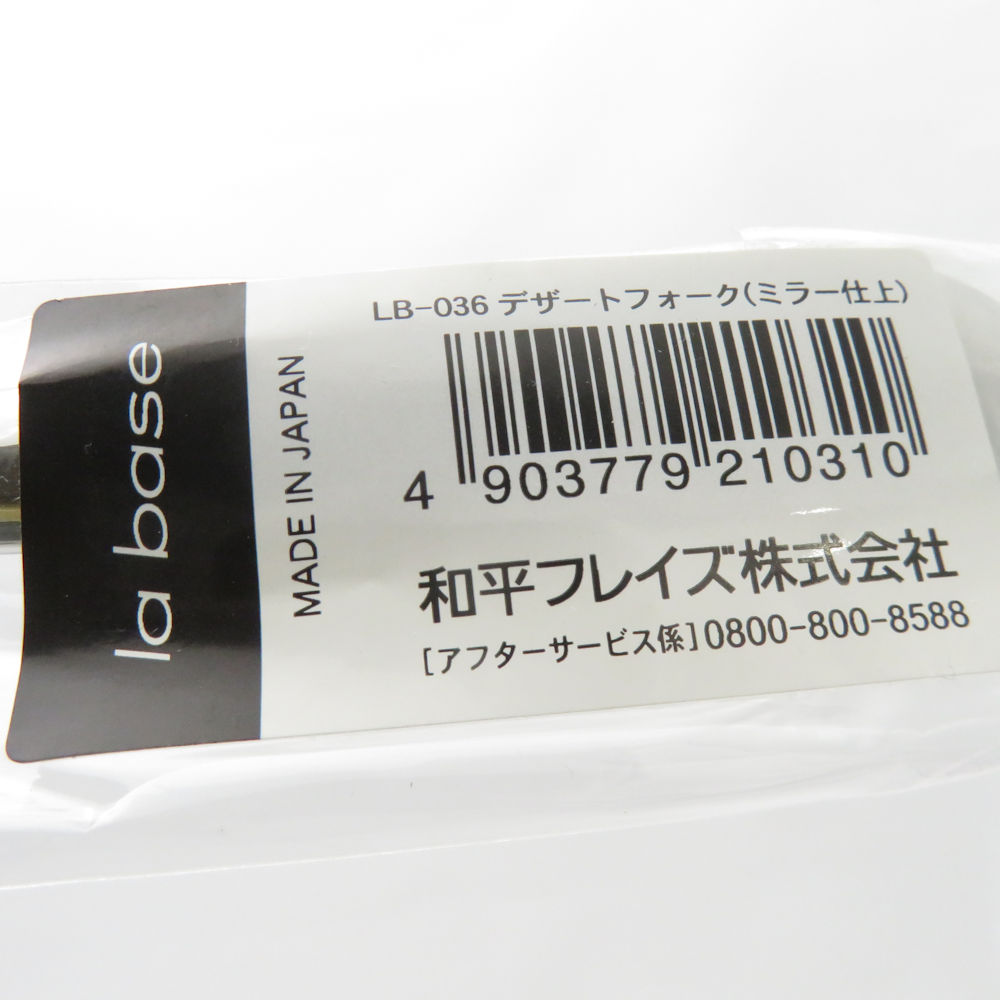 la base
MADE IN JAPAN
LB-036 デザートフォーク(ミラー仕上)
4 903779 210310
和平フレイズ株式会社
[アフターサービス係]0800-800-8588